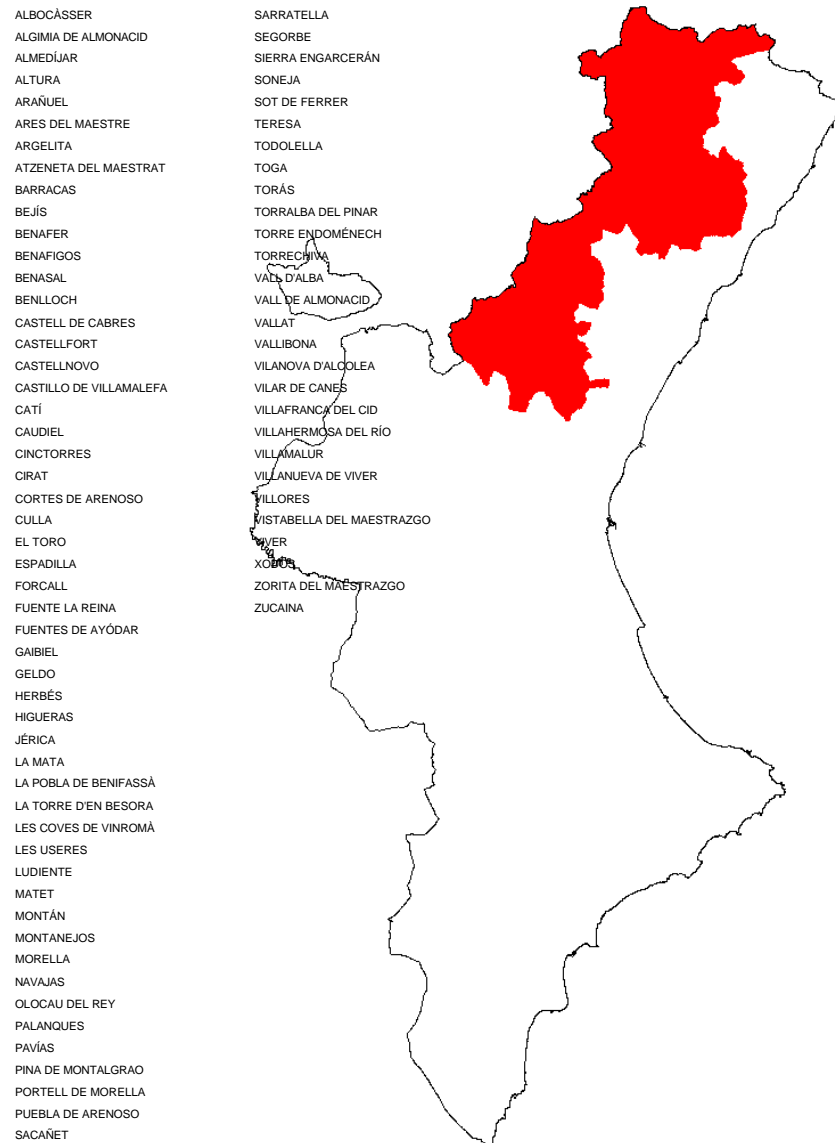 ALBOCÀSSER
ALGIMIA DE ALMONACID
ALMEDÍJAR
ALTURA
ARAÑUEL
ARES DEL MAESTRE
ARGELITA
ATZENETA DEL MAESTRAT
BARRACAS
BEJÍS
BENAFER
BENAFIGOS
BENASAL
BENLLOCH
CASTELL DE CABRES
CASTELLFORT
CASTELLNOVO
CASTILLO DE VILLAMALEFA
CATÍ
CAUDIEL
CINCTORRES
CIRAT
CORTES DE ARENOSO
CULLA
EL TORO
ESPADILLA
FORCALL
FUENTE LA REINA
FUENTES DE AYÓDAR
GAIBIEL
GELDO
HERBÉS
HIGUERAS
JÉRICA
LA MATA
LA POBLA DE BENIFASSÀ
LA TORRE D'EN BESORA
LES COVES DE VINROMÀ
LES USERES
LUDIENTE
MATET
MONTÁN
MONTANEJOS
MORELLA
NAVAJAS
OLOCAU DEL REY
PALANQUES
PAVÍAS
PINA DE MONTALGRAO
PORTELL DE MORELLA
PUEBLA DE ARENOSO
SACAÑET
SARRATELLA
SEGORBE
SIERRA ENGARCERÁN
SONEJA
SOT DE FERRER
TERESA
TODOLELLA
TOGA
TORÁS
TORRALBA DEL PINAR
TORRE ENDOMÉNECH
TORRECHIVA
VALL D'ALBA
VALL DE ALMONACID
VALLAT
VALLIBONA
VILANOVA D'ALCOLEA
VILAR DE CANES
VILLAFRANCA DEL CID
VILLAHERMOSA DEL RÍO
VILLAMALUR
VILLANUEVA DE VIVER
VILLORES
VISTABELLA DEL MAESTRAZGO
VIVER
XODOS
ZORITA DEL MAESTRAZGO
ZUCAINA